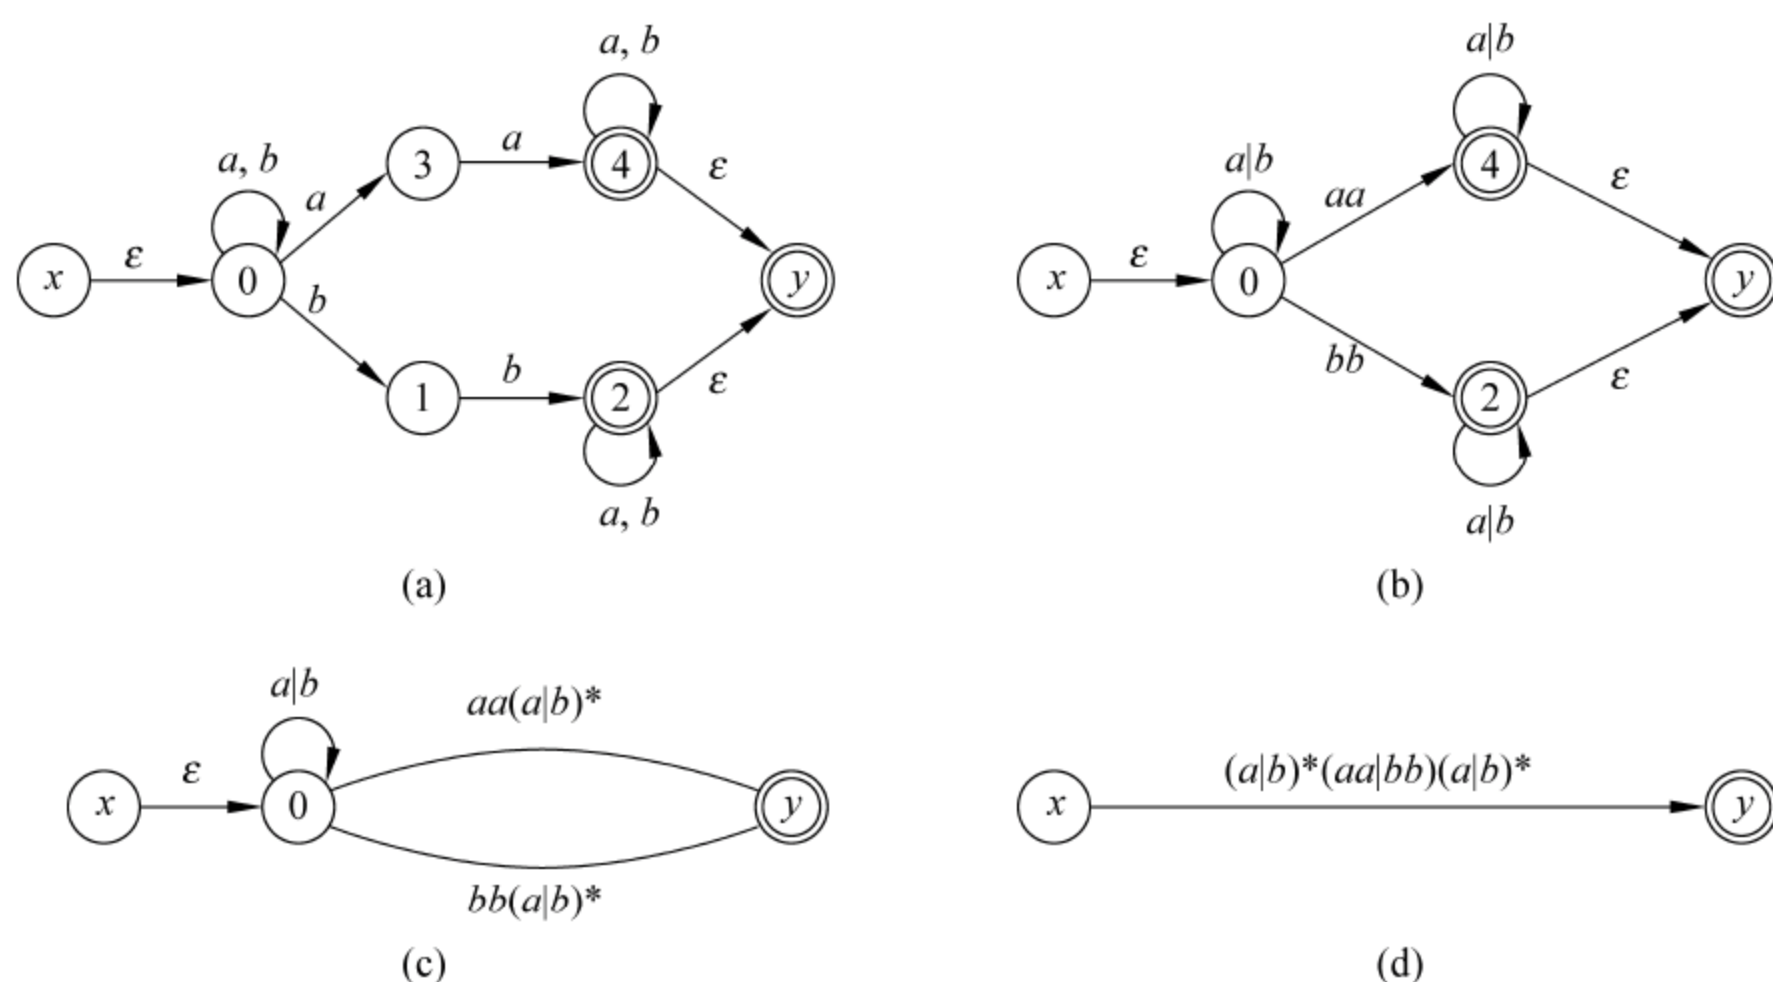 a, b
a
3
a
4
ε
a, b
x
ε
0
y
b
1
b
2
ε
a, b
(a)
a|b
4
ε
a|b
aa
x
ε
0
y
bb
2
ε
a|b
(b)
a|b
aa(a|b)*
x
ε
0
y
bb(a|b)*
(c)
(a|b)*(aa|bb)(a|b)*
x
y
(d)